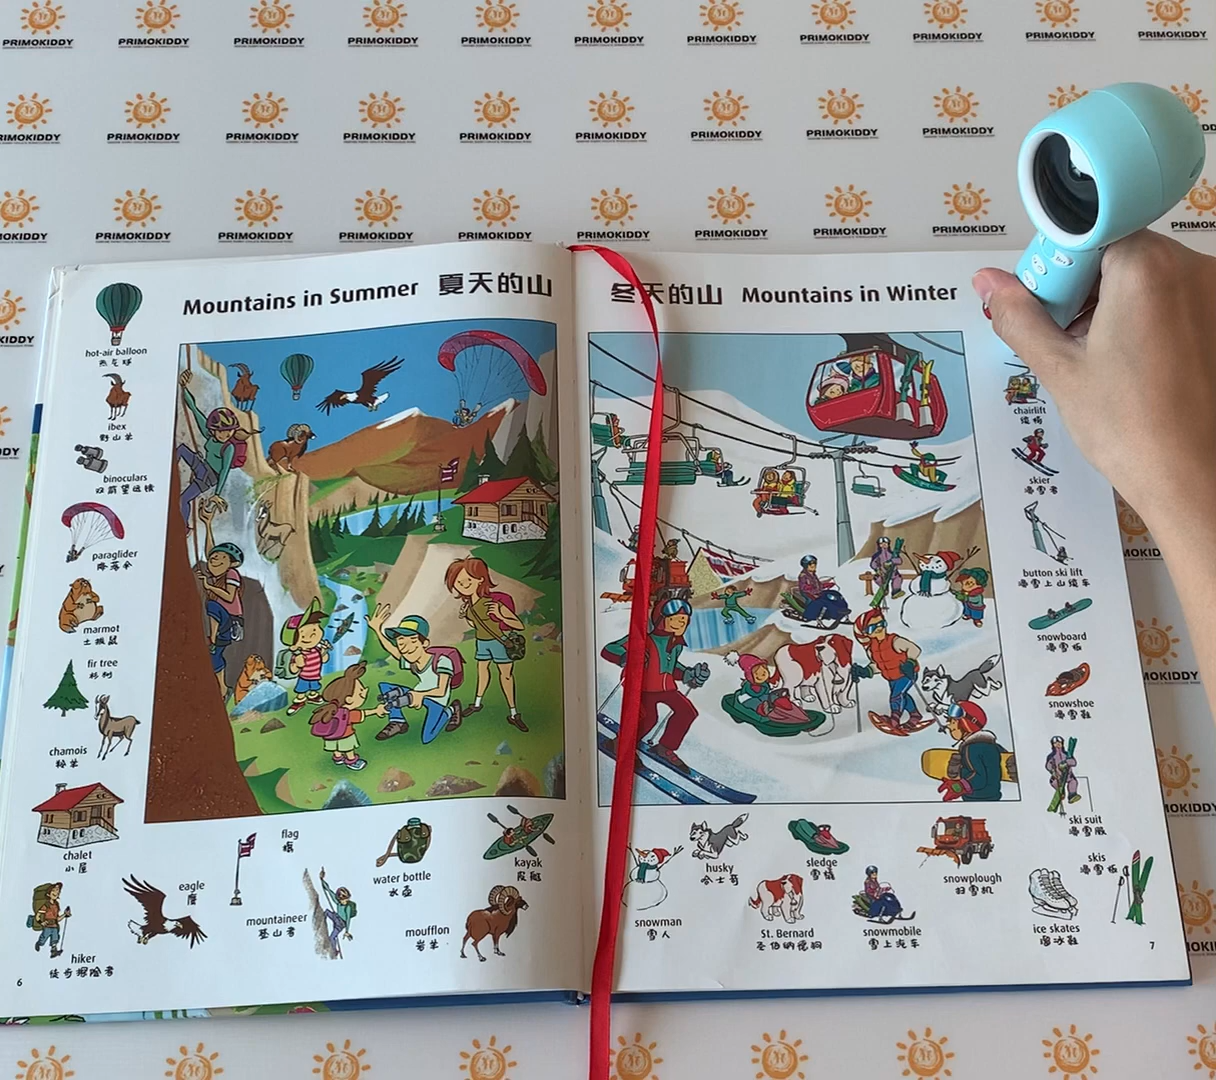 PRIMOKIDDY
Mountains in Summer 夏天的山
hot-air balloon
热气球
ibex
野山羊
binoculars
双筒望远镜
paraglider
降落伞
marmot
土拨鼠
fir tree
杉树
chamois
羚羊
chalet
小屋
hiker
徒步探险者
eagle
鹰
flag
旗
mountaineer
登山者
water bottle
水壶
moufflon
岩羊
kayak
皮艇
6
冬天的山 Mountains in Winter
chairlift
缆椅
skier
滑雪者
button ski lift
滑雪上山缆车
snowboard
滑雪板
snowshoe
滑雪鞋
ski suit
滑雪服
skis
滑雪板
ice skates
溜冰鞋
snowplough
扫雪机
sledge
雪橇
husky
哈士奇
snowman
雪人
St. Bernard
圣伯纳德狗
snowmobile
雪上汽车
7